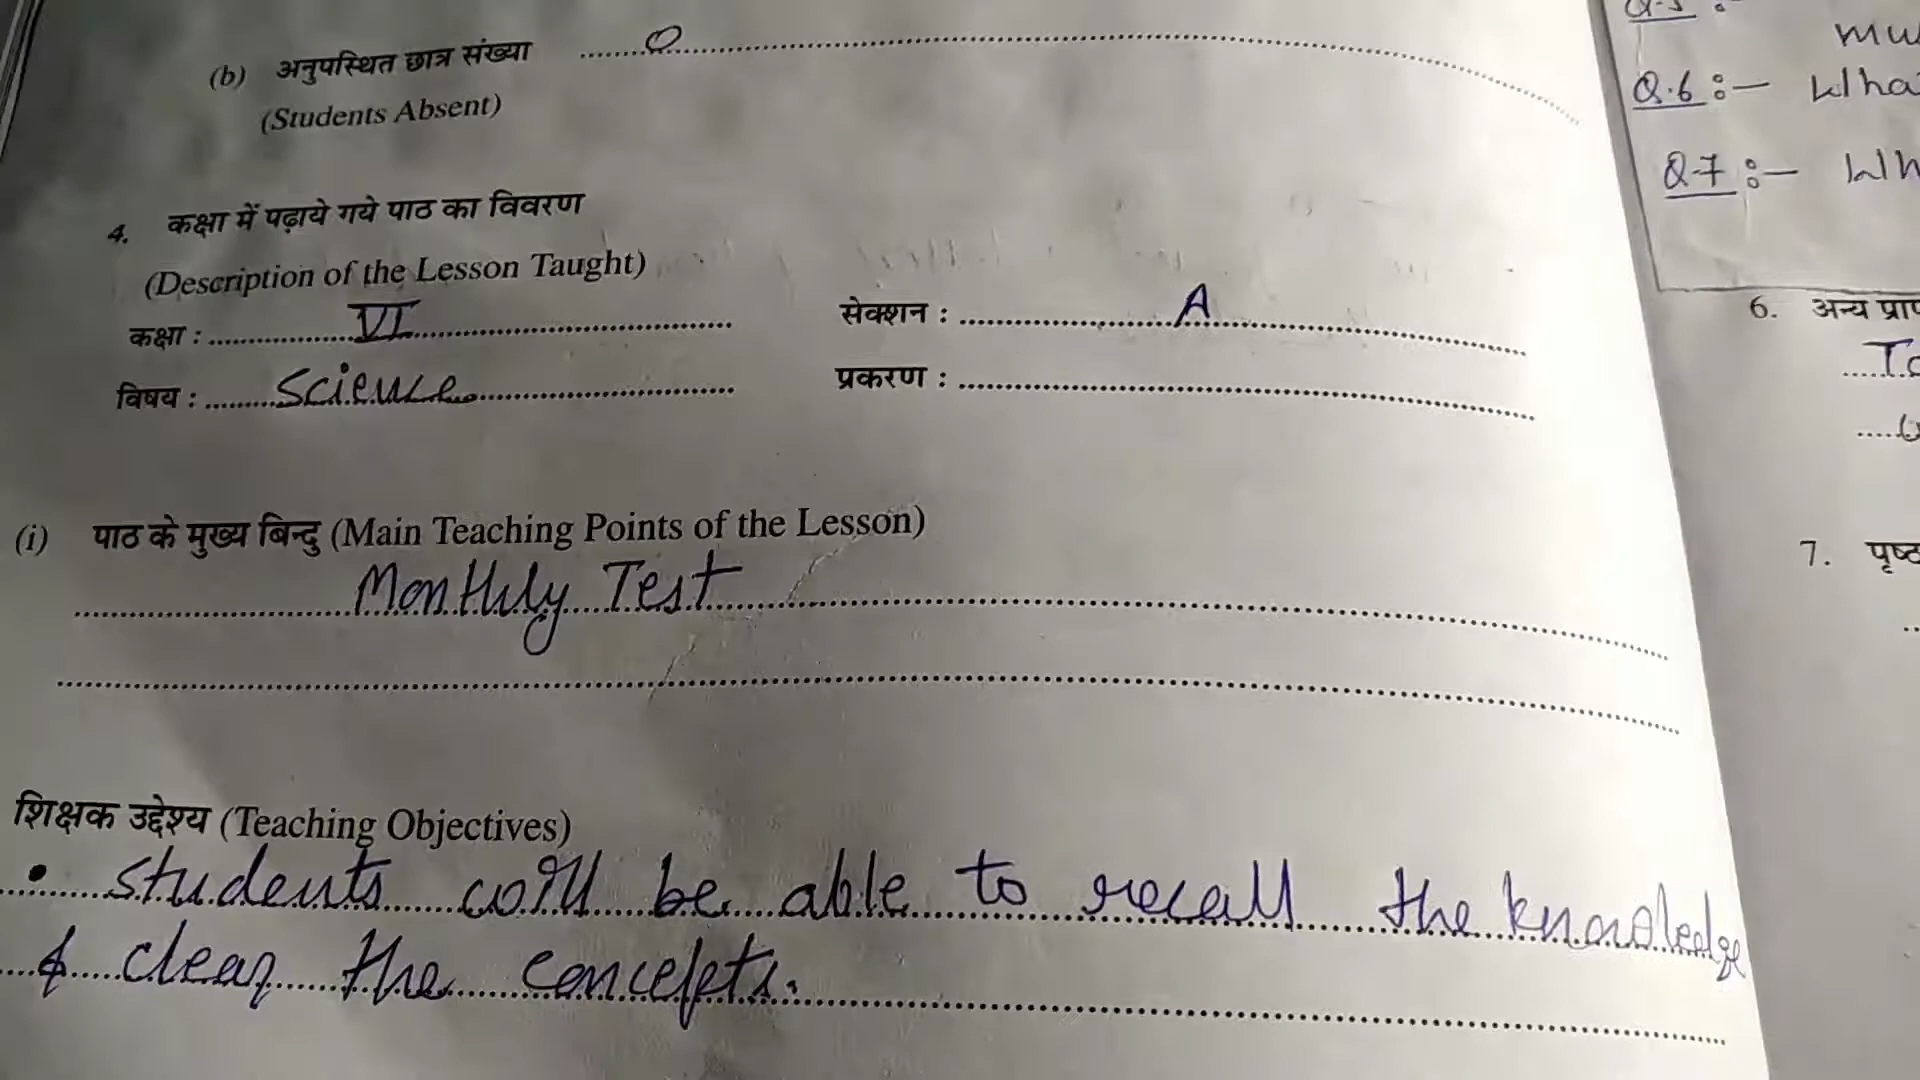 (b) अनुपस्थित छात्र संख्या ..........0..........
(Students Absent)
4. कक्षा में पढ़ाये गये पाठ का विवरण
(Description of the Lesson Taught)
कक्षा : ..........VI..........
सेक्शन : ..........A..........
विषय : ..........Science..........
प्रकरण : ....................
(i) पाठ के मुख्य बिन्दु (Main Teaching Points of the Lesson)
Monthly Test
शिक्षक उद्देश्य (Teaching Objectives)
• students will be able to recall the knowledge
& clear the concepts.
Q.6 :-
Q.7 :-
6. अन्य
7.